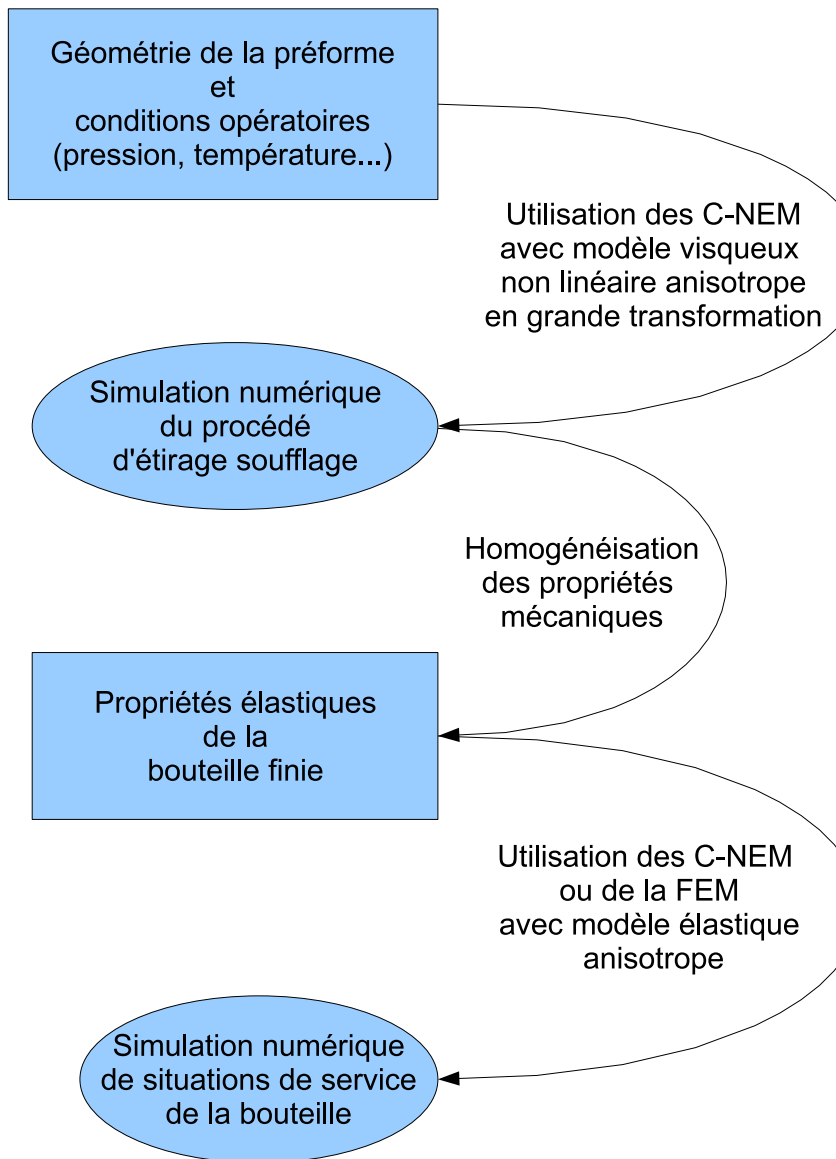 Géométrie de la préforme
et
conditions opératoires
(pression, température...)
Utilisation des C-NEM
avec modèle visqueux
non linéaire anisotrope
en grande transformation
Simulation numérique
du procédé
d'étirage soufflage
Homogénéisation
des propriétés
mécaniques
Propriétés élastiques
de la
bouteille finie
Utilisation des C-NEM
ou de la FEM
avec modèle élastique
anisotrope
Simulation numérique
de situations de service
de la bouteille